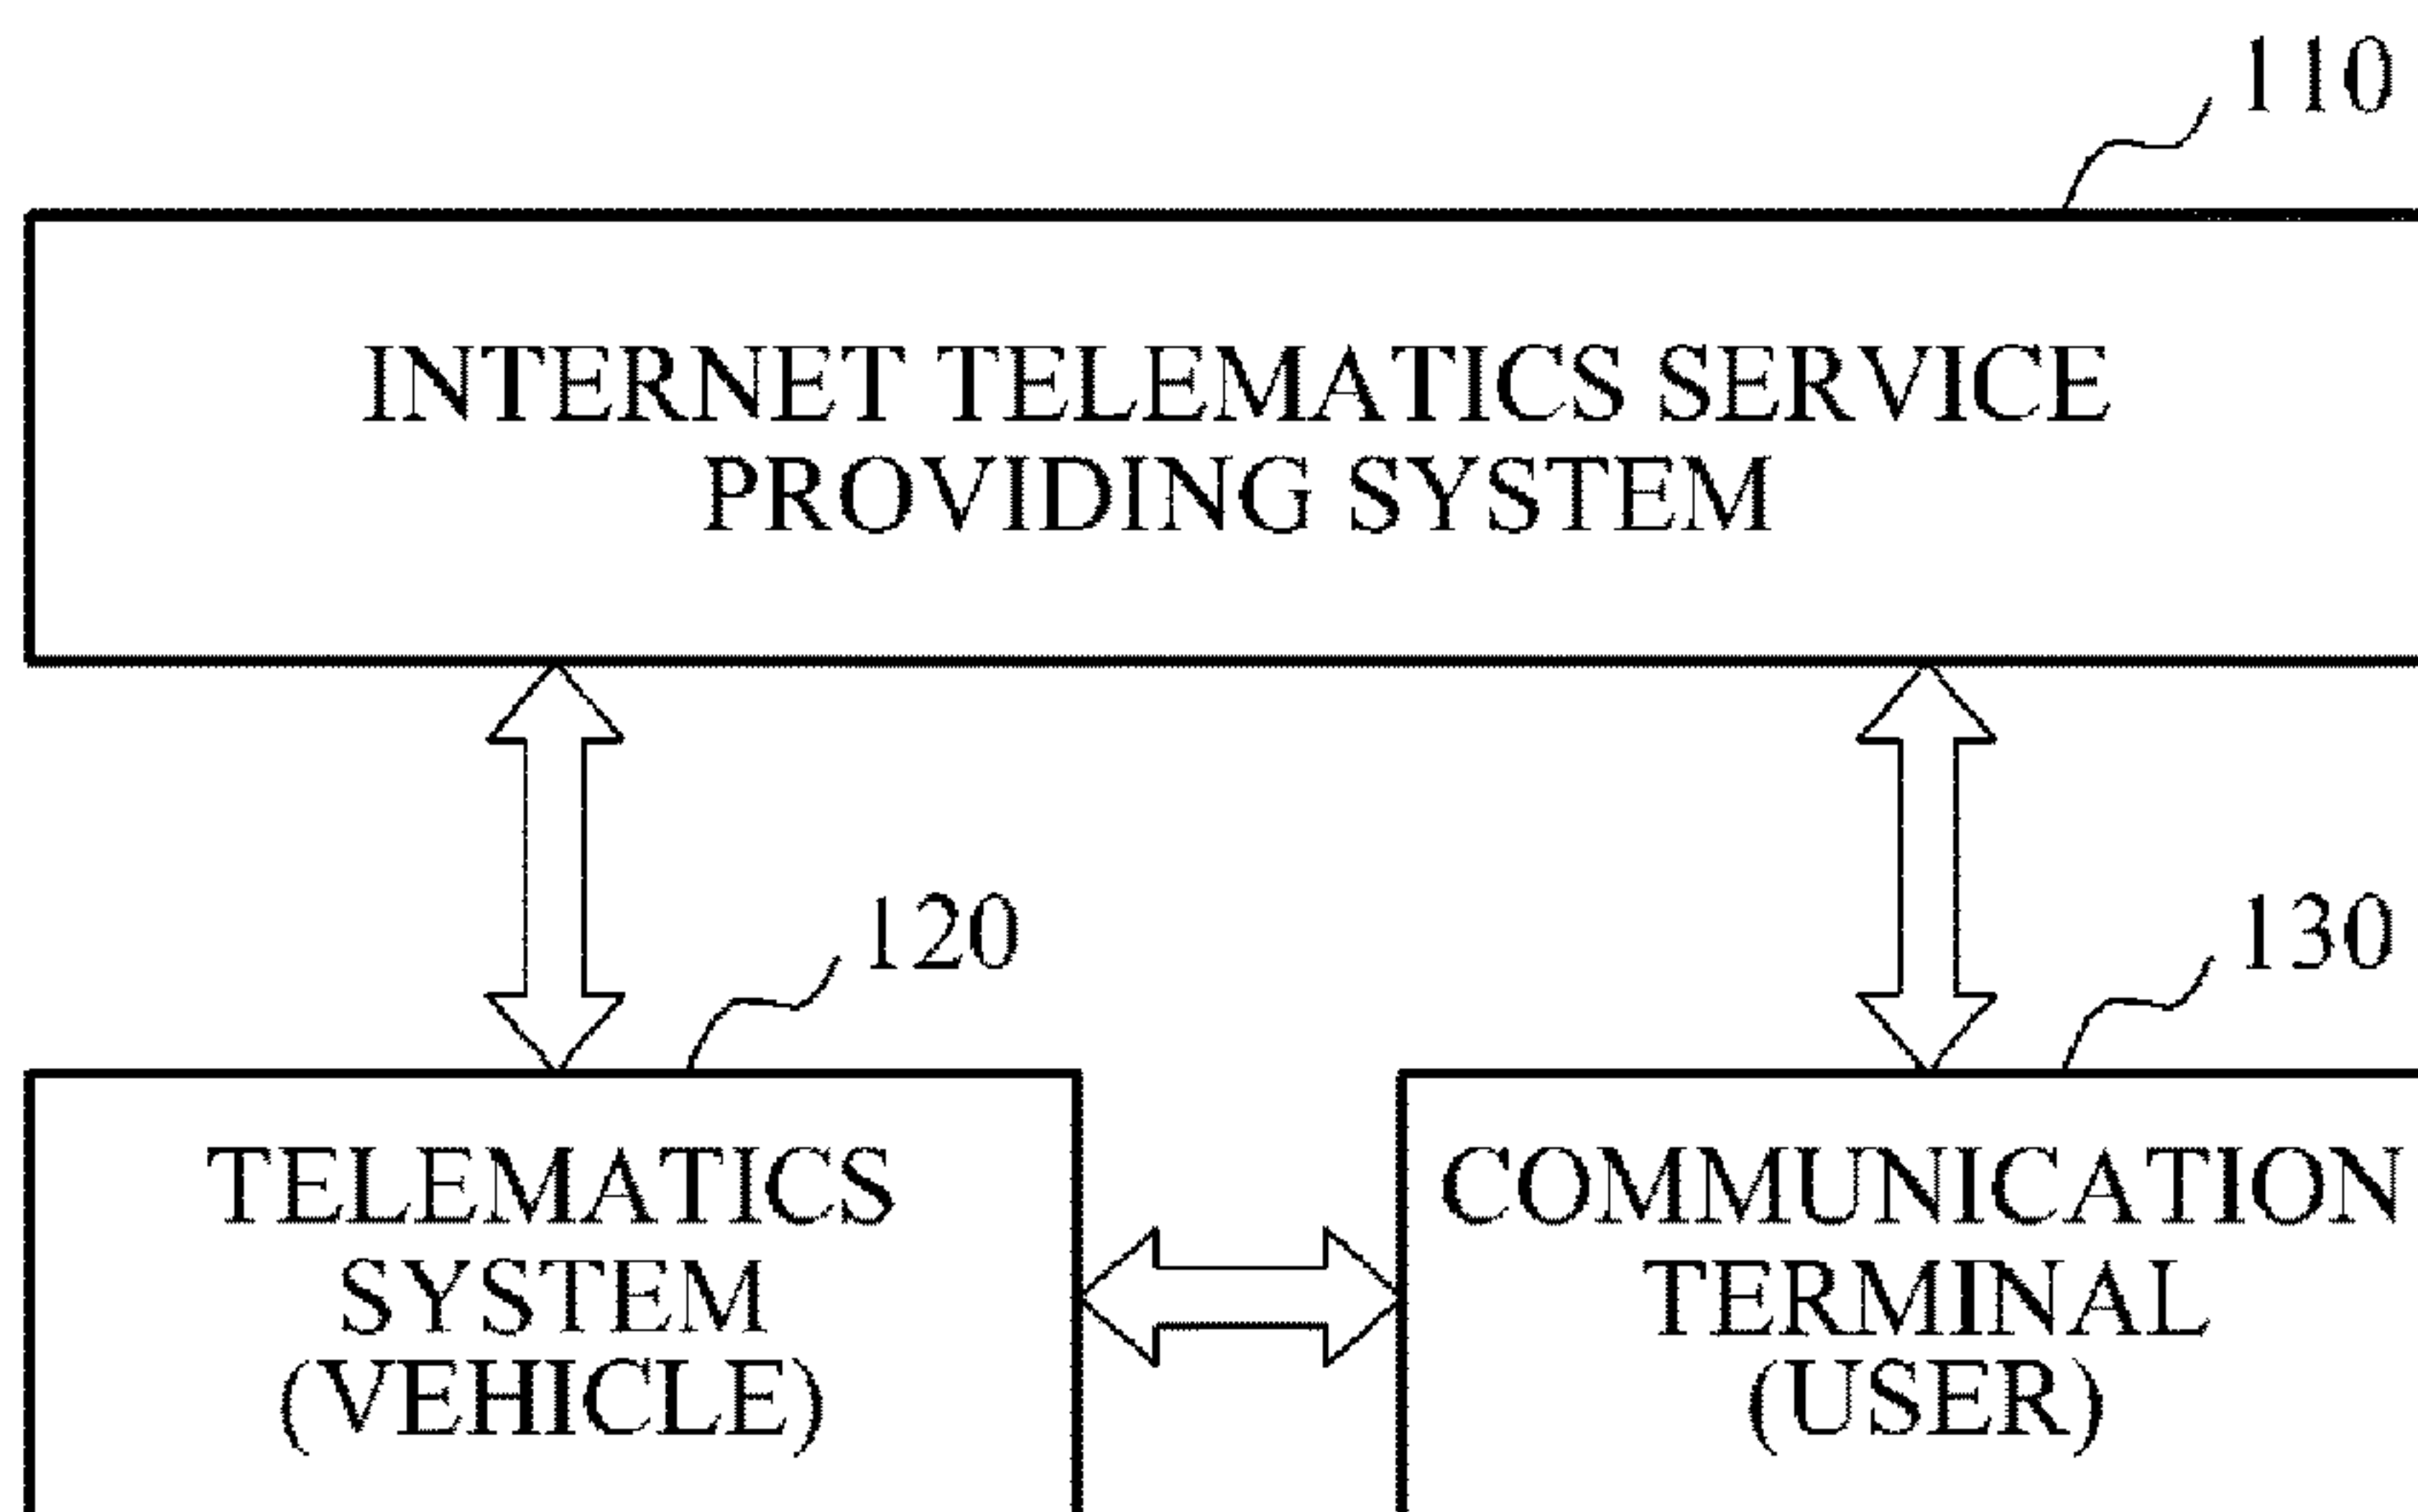 110
INTERNET TELEMATICS SERVICE
PROVIDING SYSTEM
120
130
TELEMATICS
SYSTEM
(VEHICLE)
COMMUNICATION
TERMINAL
(USER)